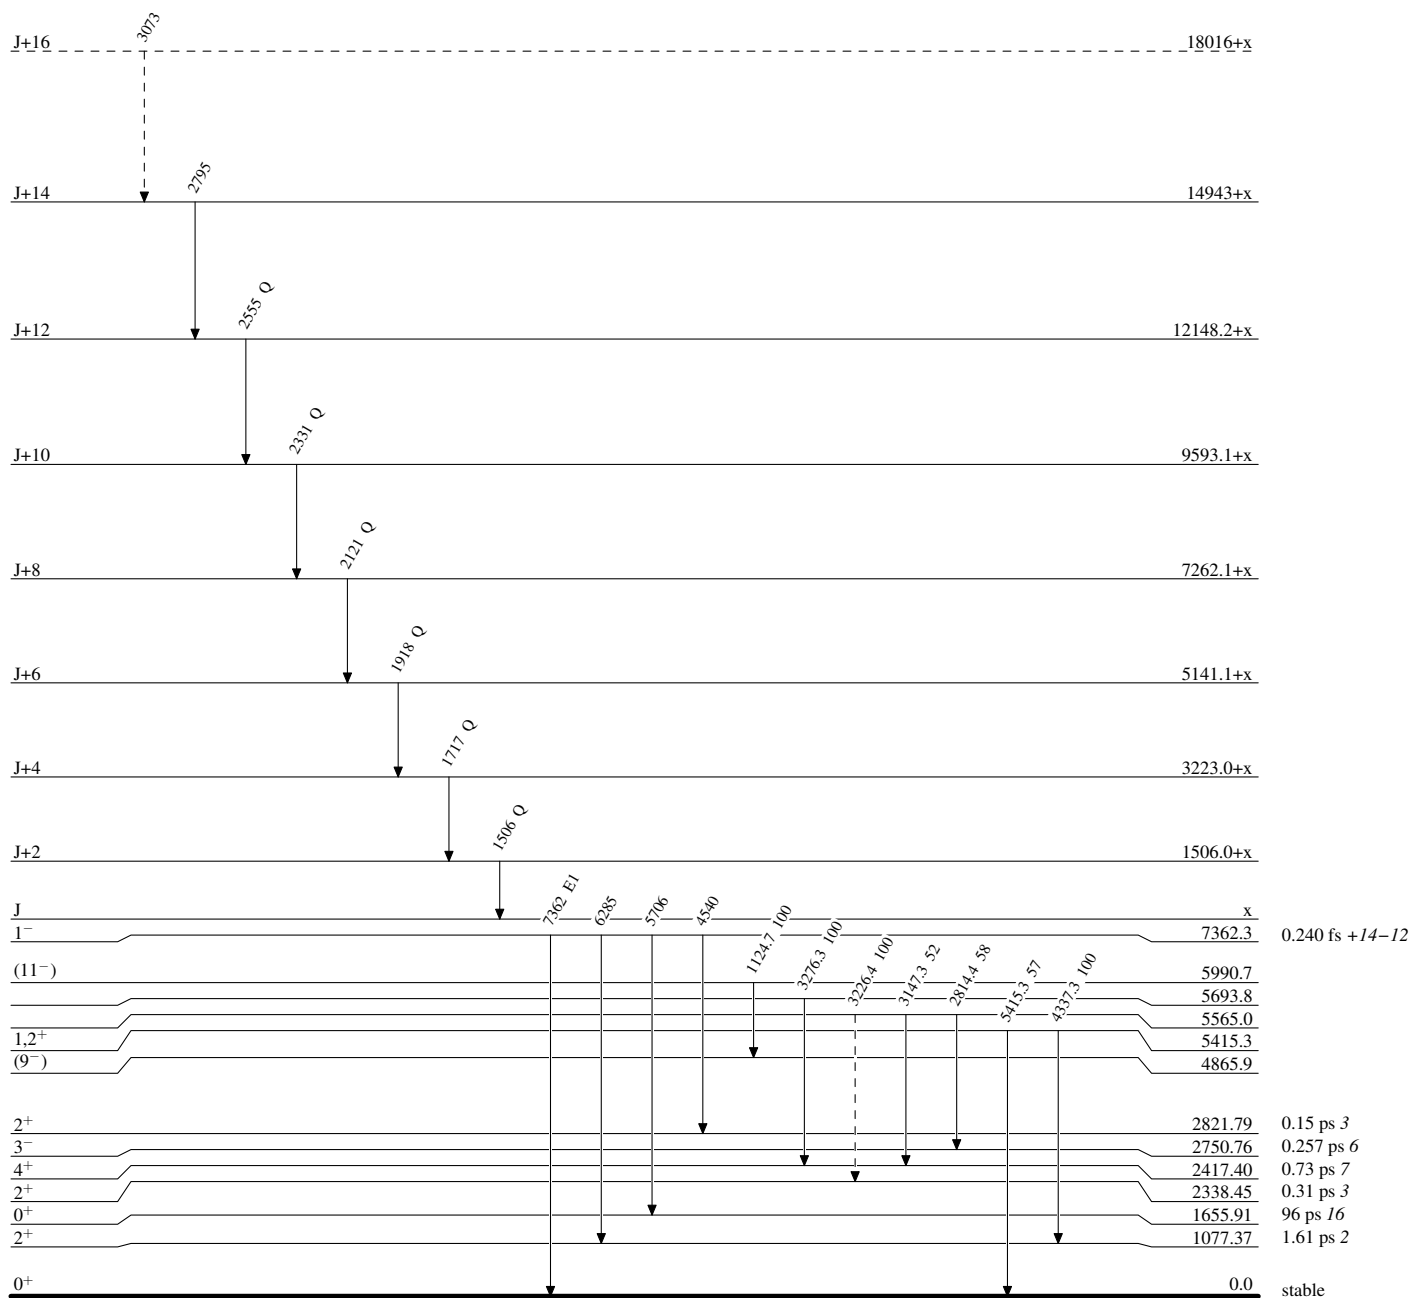 3073
J+16 18016+x
2795
J+14 14943+x
2555 Q
J+12 12148.2+x
2331 Q
J+10 9593.1+x
2121 Q
J+8 7262.1+x
1918 Q
J+6 5141.1+x
1717 Q
J+4 3223.0+x
1506 Q
J+2 1506.0+x
7362 E1
6285
5706
4540
J x
1124.7 100
3276.3 100
3226.4 100
3147.3 52
2814.4 58
5415.3 57
4337.3 100
1⁻ 7362.3 0.240 fs +14−12
(11⁻) 5990.7
5693.8
5565.0
1,2⁺ 5415.3
(9⁻) 4865.9
2⁺ 2821.79 0.15 ps 3
3⁻ 2750.76 0.257 ps 6
4⁺ 2417.40 0.73 ps 7
2⁺ 2338.45 0.31 ps 3
0⁺ 1655.91 96 ps 16
2⁺ 1077.37 1.61 ps 2
0⁺ 0.0 stable